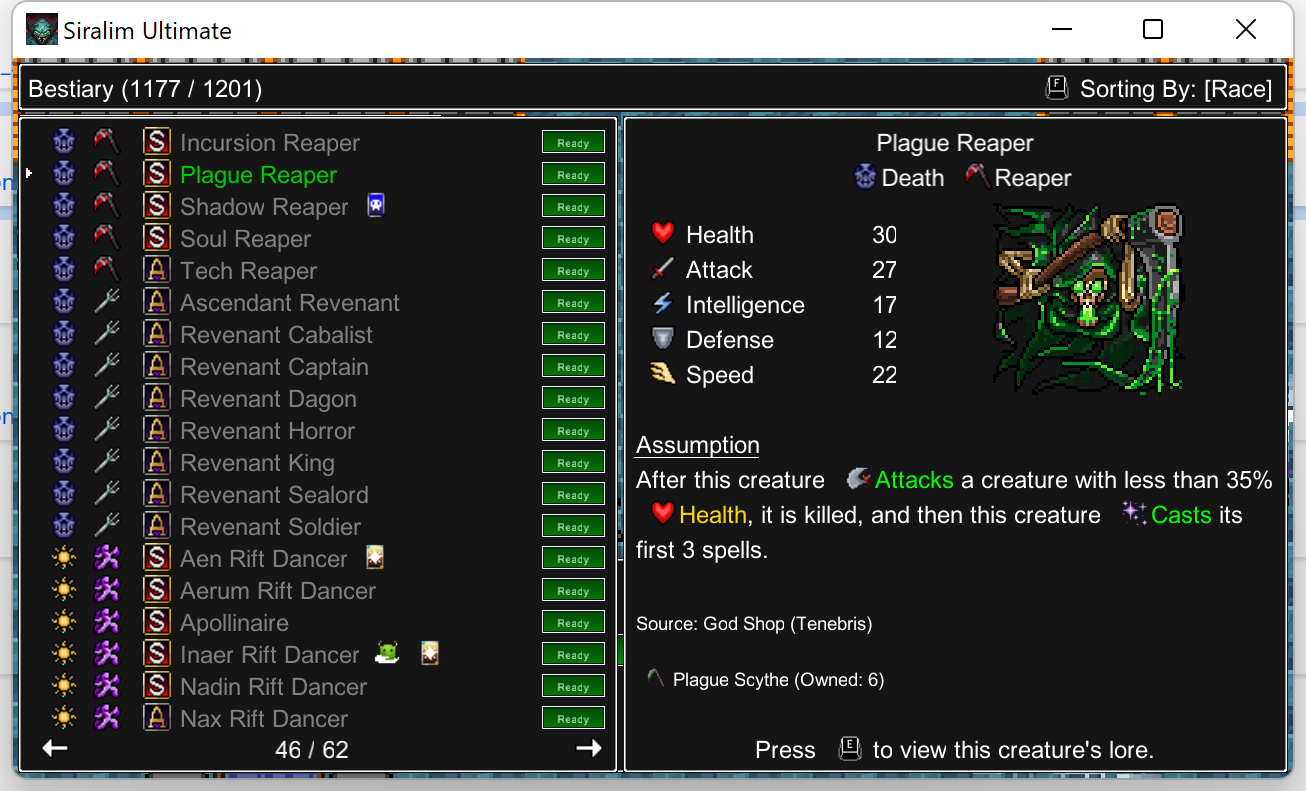 Siralim Ultimate
Bestiary (1177 / 1201)
F Sorting By: [Race]
S Incursion Reaper Ready
S Plague Reaper Ready
S Shadow Reaper Ready
S Soul Reaper Ready
A Tech Reaper Ready
A Ascendant Revenant Ready
A Revenant Cabalist Ready
A Revenant Captain Ready
A Revenant Dagon Ready
A Revenant Horror Ready
A Revenant King Ready
A Revenant Sealord Ready
A Revenant Soldier Ready
S Aen Rift Dancer Ready
S Aerum Rift Dancer Ready
S Apollinaire Ready
S Inaer Rift Dancer Ready
S Nadin Rift Dancer Ready
A Nax Rift Dancer Ready
46 / 62
Plague Reaper
Death Reaper
Health 30
Attack 27
Intelligence 17
Defense 12
Speed 22
Assumption
After this creature Attacks a creature with less than 35%
Health, it is killed, and then this creature Casts its
first 3 spells.
Source: God Shop (Tenebris)
Plague Scythe (Owned: 6)
Press E to view this creature's lore.